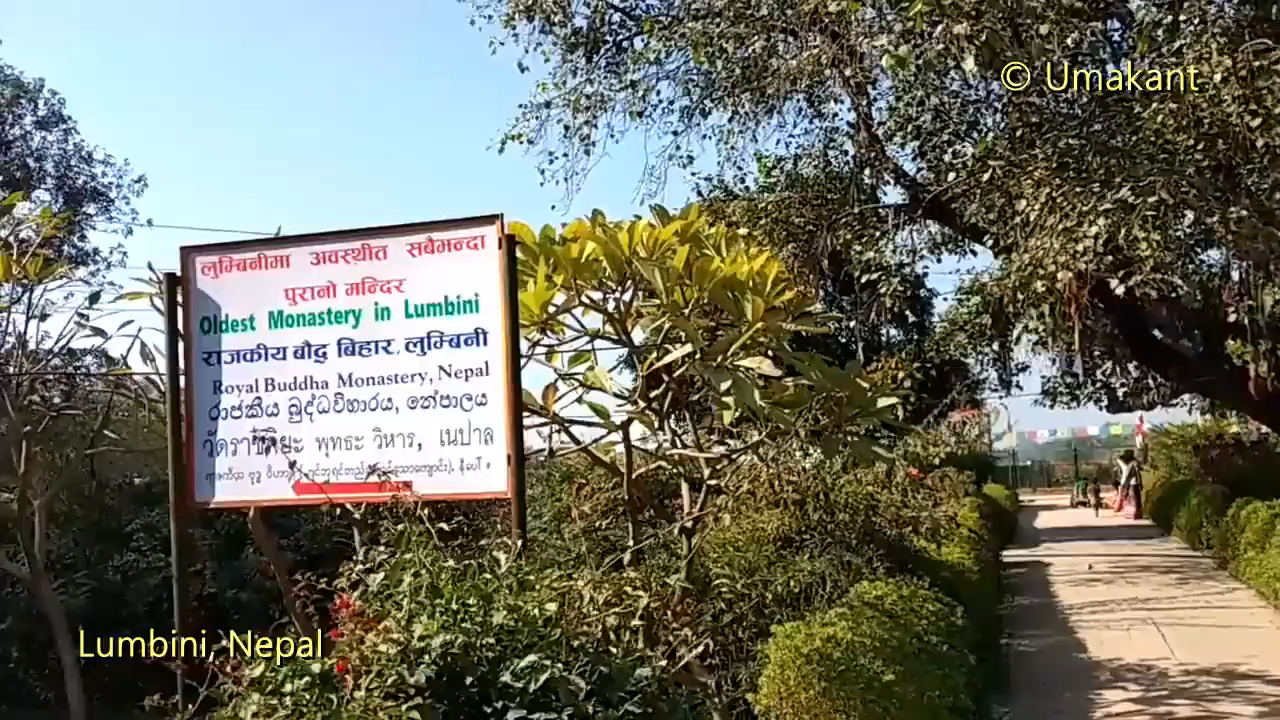 © Umakant
लुम्बिनीमा अवस्थीत सबैभन्दा
पुरानो मन्दिर
Oldest Monastery in Lumbini
राजकीय बौद्ध बिहार, लुम्बिनी
Royal Buddha Monastery, Nepal
රාජකීය බුද්ධවිහාරය, නේපාලය
พุทธะ วิหาร, เนปาล
Lumbini, Nepal